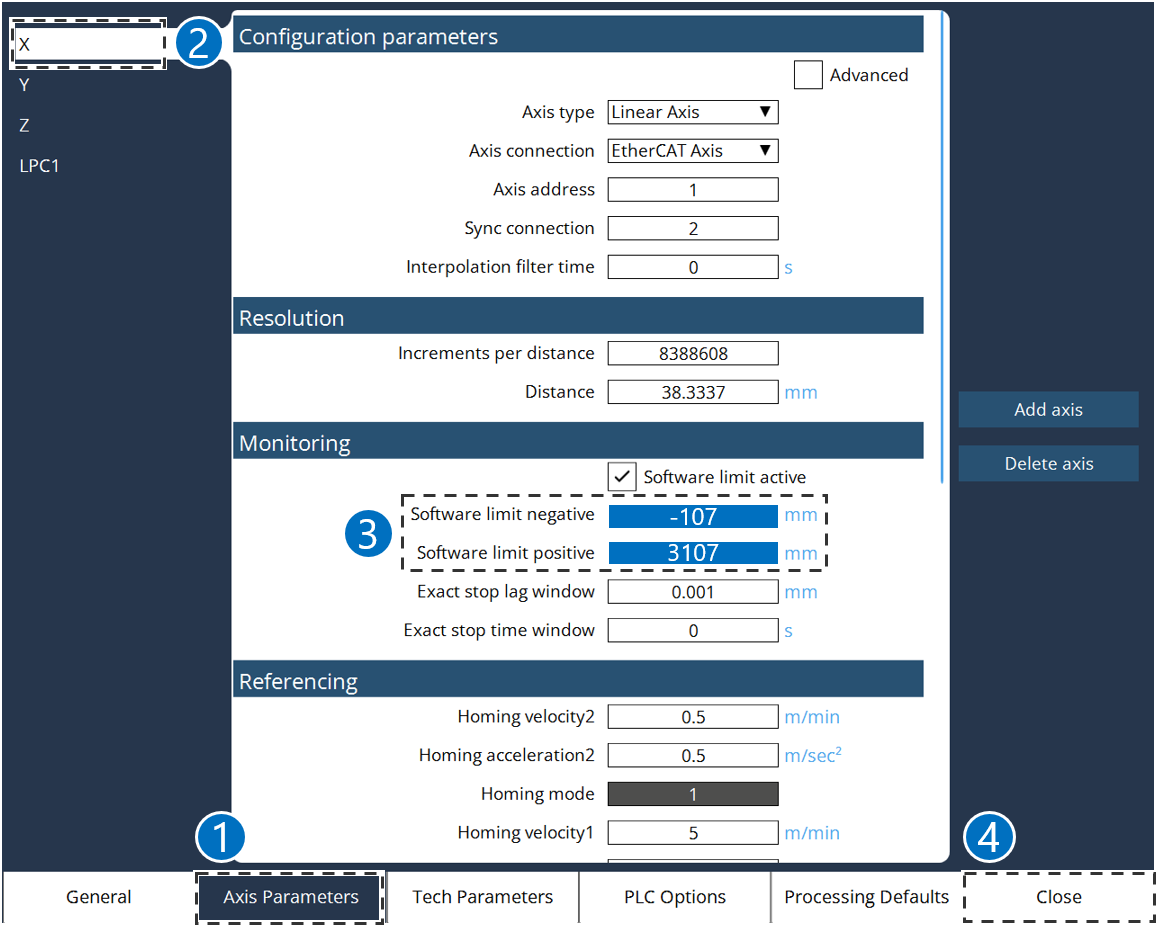 X
2
Y
Z
LPC1
Configuration parameters
Advanced
Axis type Linear Axis ▼
Axis connection EtherCAT Axis ▼
Axis address 1
Sync connection 2
Interpolation filter time 0 s
Resolution
Increments per distance 8388608
Distance 38.3337 mm
Monitoring
Software limit active
3
Software limit negative -107 mm
Software limit positive 3107 mm
Exact stop lag window 0.001 mm
Exact stop time window 0 s
Referencing
Homing velocity2 0.5 m/min
Homing acceleration2 0.5 m/sec²
Homing mode 1
Homing velocity1 5 m/min
Add axis
Delete axis
1
4
General Axis Parameters Tech Parameters PLC Options Processing Defaults Close